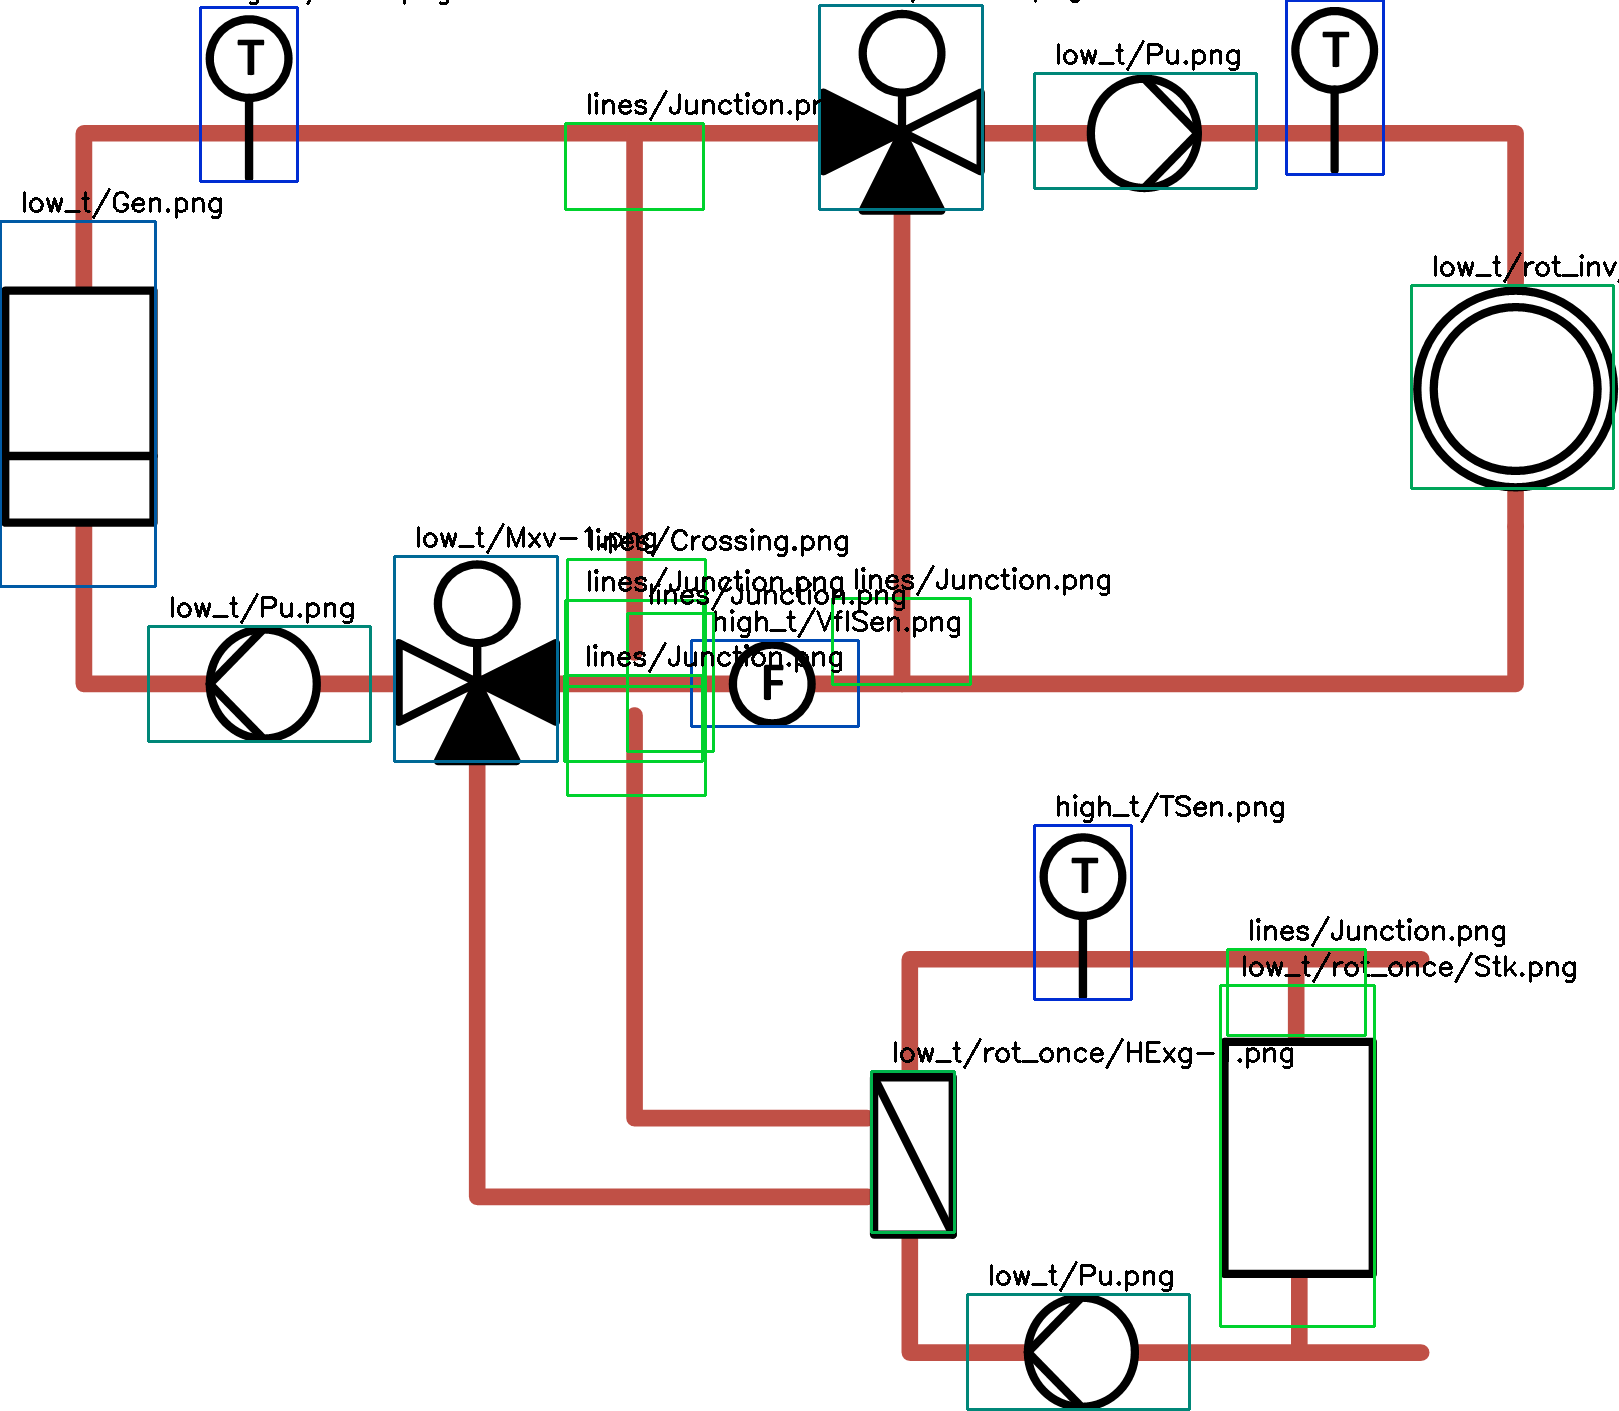 T
T
low_t/Pu.png
lines/Junction.pn
low_t/Gen.png
low_t/rot_inv
low_t/Mxv-1.png
lines/Crossing.png
lines/Junction.png
lines/Junction.png
lines/Junction.png
low_t/Pu.png
high_t/VflSen.png
lines/Junction.png
F
high_t/TSen.png
T
lines/Junction.png
low_t/rot_once/Stk.png
low_t/rot_once/HExg-1.png
low_t/Pu.png